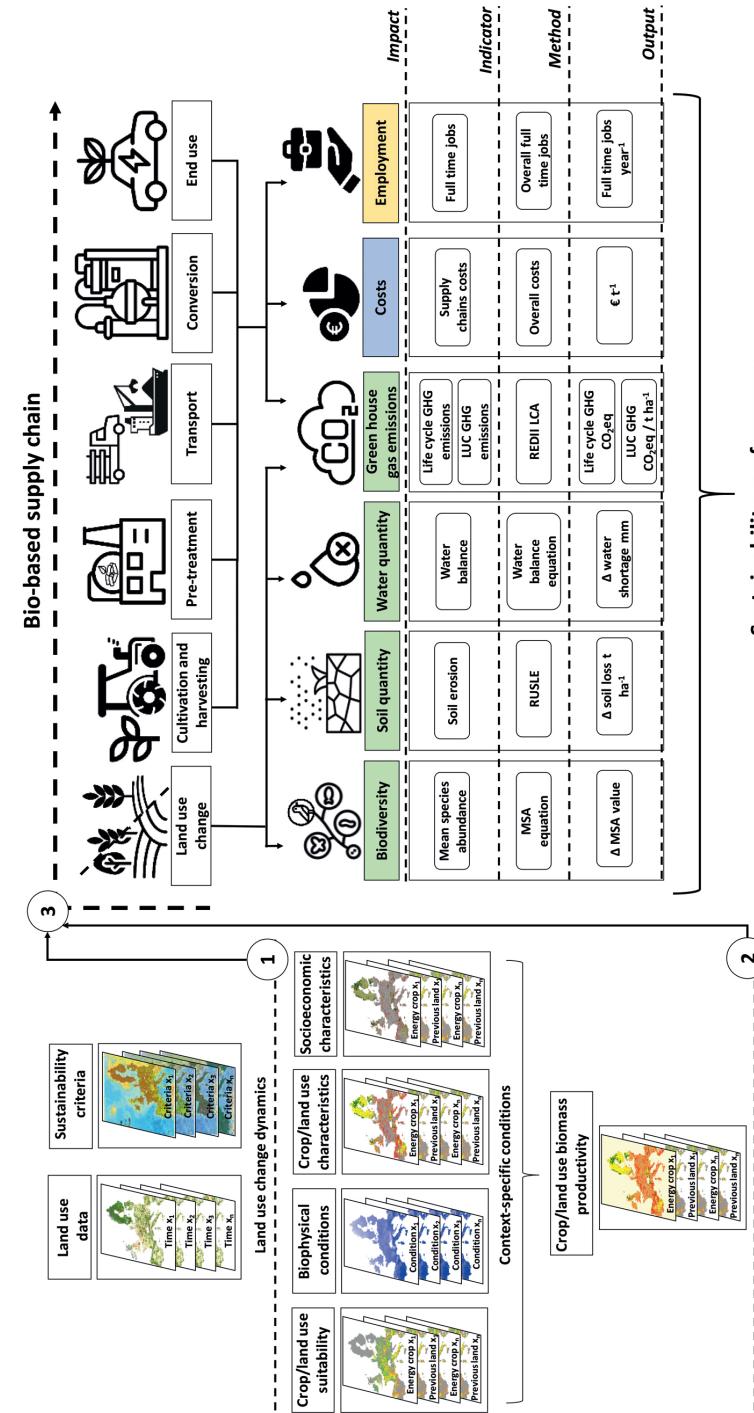 Land use
data
Time x1
Time x2
Time x3
Time xn
Sustainability
criteria
Criteria x1
Criteria x2
Criteria x3
Criteria xn
Land use change dynamics
1
Crop/land use
suitability
Energy crop x1
Previous land x1
Energy crop xn
Previous land xn
Biophysical
conditions
Condition x1
Condition x2
Condition x3
Condition xn
Crop/land use
characteristics
Energy crop x1
Previous land x1
Energy crop xn
Previous land xn
Socioeconomic
characteristics
Energy crop x1
Previous land x1
Energy crop xn
Previous land xn
Context-specific conditions
Crop/land use biomass
productivity
Energy crop x1
Previous land x1
Energy crop xn
Previous land xn
2
3
Bio-based supply chain
Land use
change
Cultivation and
harvesting
Pre-treatment
Transport
Conversion
End use
CO2
€
Biodiversity
Soil quantity
Water quantity
Green house
gas emissions
Costs
Employment
Impact
Mean species
abundance
Soil erosion
Water
balance
Life cycle GHG
emissions
LUC GHG
emissions
Supply
chains costs
Full time jobs
Indicator
MSA
equation
RUSLE
Water
balance
equation
REDII LCA
Overall costs
Overall full
time jobs
Method
Δ MSA value
Δ soil loss t
ha-1
Δ water
shortage mm
Life cycle GHG
CO2eq
LUC GHG
CO2eq / t ha-1
€ t-1
Full time jobs
year-1
Output